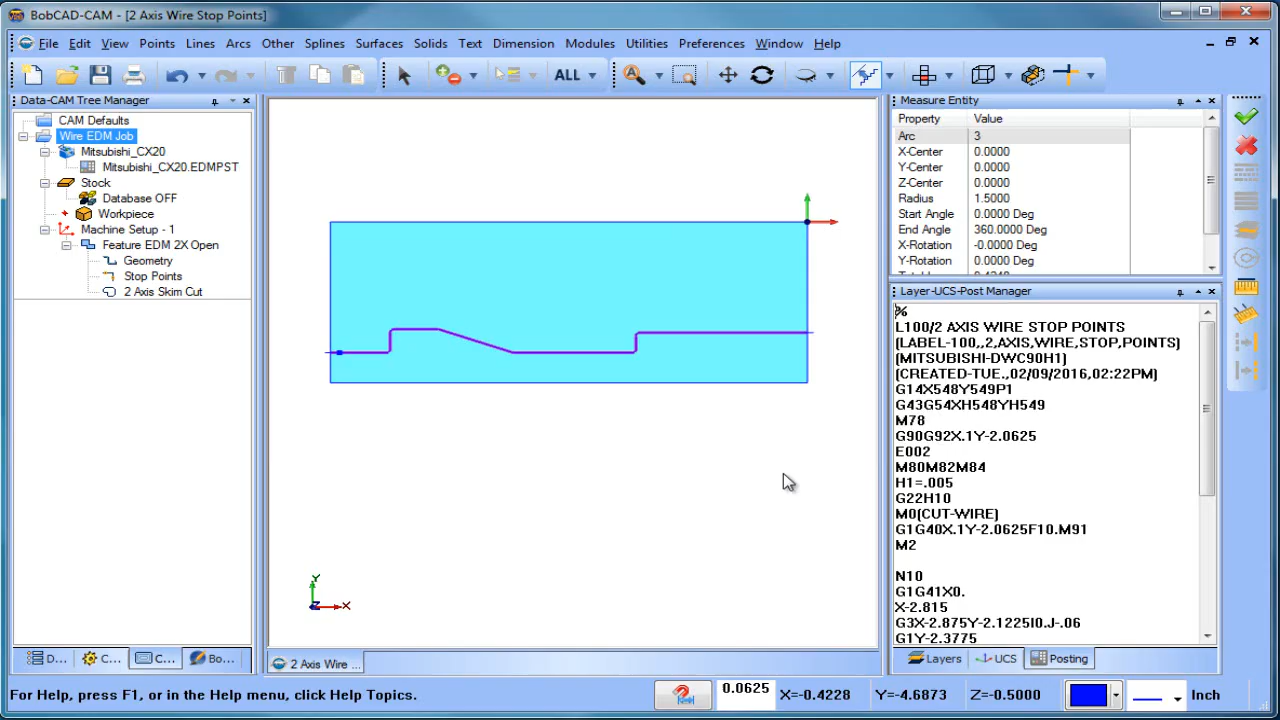 BobCAD-CAM - [2 Axis Wire Stop Points]
File Edit View Points Lines Arcs Other Splines Surfaces Solids Text Dimension Modules Utilities Preferences Window Help
ALL
Data-CAM Tree Manager
CAM Defaults
Wire EDM Job
Mitsubishi_CX20
Mitsubishi_CX20.EDMPST
Stock
Database OFF
Workpiece
Machine Setup - 1
Feature EDM 2X Open
Geometry
Stop Points
2 Axis Skim Cut
D... C... C... Bo...
Y
Z X
2 Axis Wire ...
Measure Entity
Property Value
Arc 3
X-Center 0.0000
Y-Center 0.0000
Z-Center 0.0000
Radius 1.5000
Start Angle 0.0000 Deg
End Angle 360.0000 Deg
X-Rotation -0.0000 Deg
Y-Rotation 0.0000 Deg
Layer-UCS-Post Manager
%
L100/2 AXIS WIRE STOP POINTS
(LABEL-100,,2,AXIS,WIRE,STOP,POINTS)
(MITSUBISHI-DWC90H1)
(CREATED-TUE.,02/09/2016,02:22PM)
G14X548Y549P1
G43G54XH548YH549
M78
G90G92X.1Y-2.0625
E002
M80M82M84
H1=.005
G22H10
M0(CUT-WIRE)
G1G40X.1Y-2.0625F10.M91
M2
N10
G1G41X0.
X-2.815
G3X-2.875Y-2.1225I0.J-.06
G1Y-2.3775
Layers UCS Posting
For Help, press F1, or in the Help menu, click Help Topics. 0.0625 X=-0.4228 Y=-4.6873 Z=-0.5000 Inch